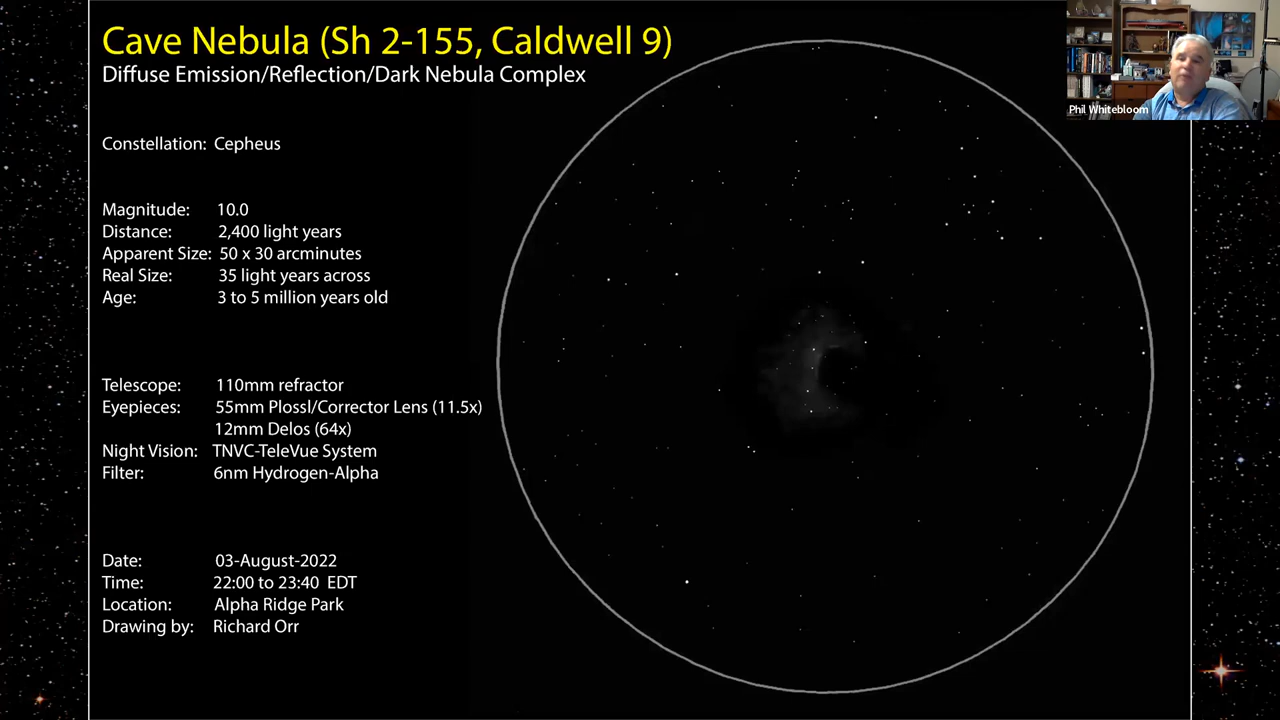 Cave Nebula (Sh 2-155, Caldwell 9)
Diffuse Emission/Reflection/Dark Nebula Complex
Phil Whitebloom
Constellation: Cepheus
Magnitude: 10.0
Distance: 2,400 light years
Apparent Size: 50 x 30 arcminutes
Real Size: 35 light years across
Age: 3 to 5 million years old
Telescope: 110mm refractor
Eyepieces: 55mm Plossl/Corrector Lens (11.5x)
12mm Delos (64x)
Night Vision: TNVC-TeleVue System
Filter: 6nm Hydrogen-Alpha
Date: 03-August-2022
Time: 22:00 to 23:40 EDT
Location: Alpha Ridge Park
Drawing by: Richard Orr